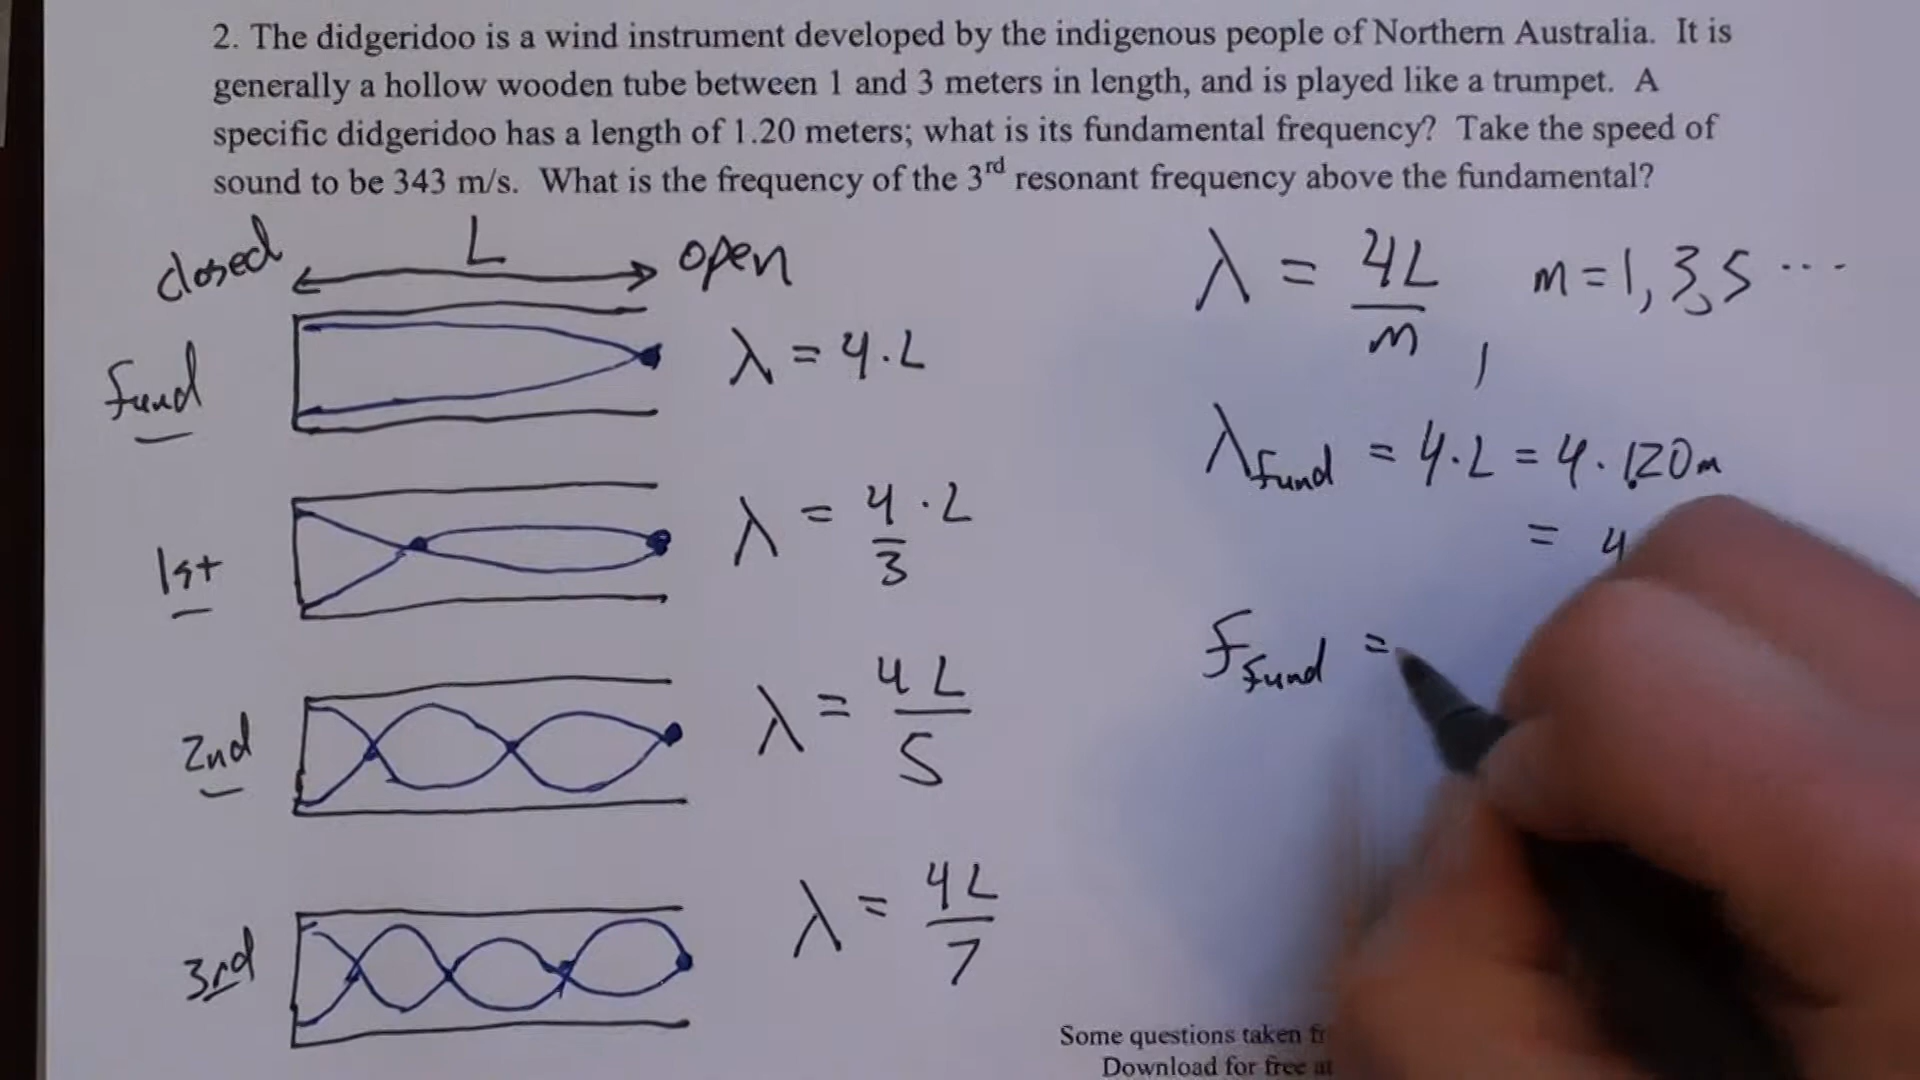 2. The didgeridoo is a wind instrument developed by the indigenous people of Northern Australia. It is
generally a hollow wooden tube between 1 and 3 meters in length, and is played like a trumpet. A
specific didgeridoo has a length of 1.20 meters; what is its fundamental frequency? Take the speed of
sound to be 343 m/s. What is the frequency of the 3rd resonant frequency above the fundamental?
closed L open
Fund λ = 4.L
1st λ = 4/3 · L
2nd λ = 4L/5
3rd λ = 4L/7
λ = 4L/m , m = 1, 3, 5 ...
λFund = 4.L = 4 . 1.20m
= 4
fFund =
Some questions taken
Download for free at